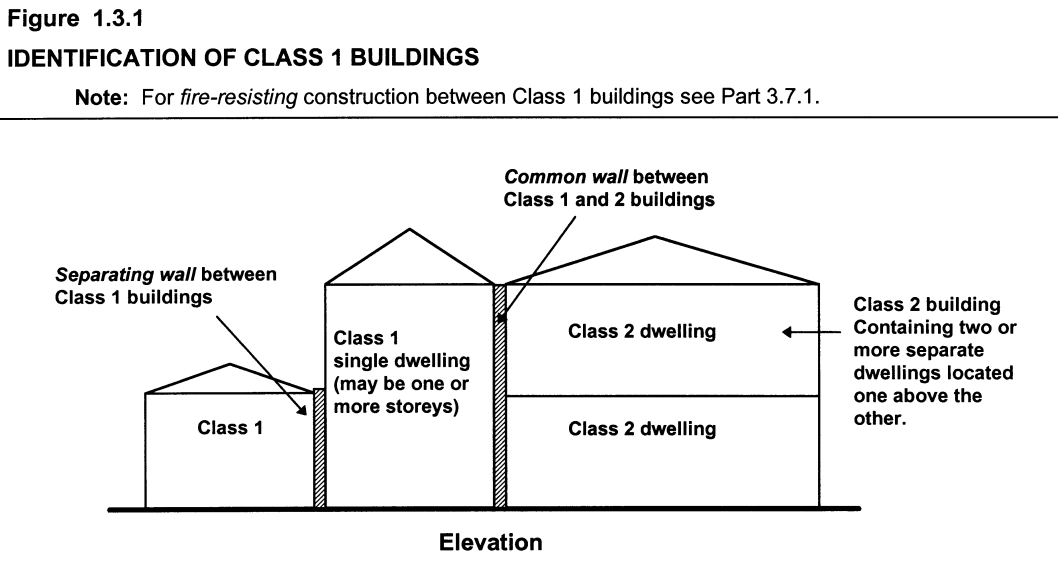 Figure 1.3.1
IDENTIFICATION OF CLASS 1 BUILDINGS
Note: For fire-resisting construction between Class 1 buildings see Part 3.7.1.
Common wall between
Class 1 and 2 buildings
Separating wall between
Class 1 buildings
Class 1
single dwelling
(may be one or
more storeys)
Class 2 dwelling
Class 2 building
Containing two or
more separate
dwellings located
one above the
other.
Class 1
Class 2 dwelling
Elevation